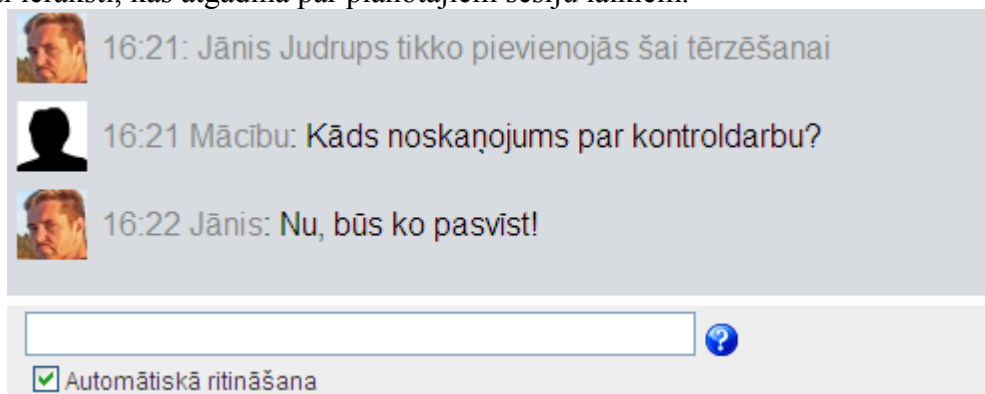 16:21: Jānis Judrups tikko pievienojās šai tērzēšanai
16:21 Mācību: Kāds noskaņojums par kontroldarbu?
16:22 Jānis: Nu, būs ko pasvīst!
?
Automātiskā ritināšana